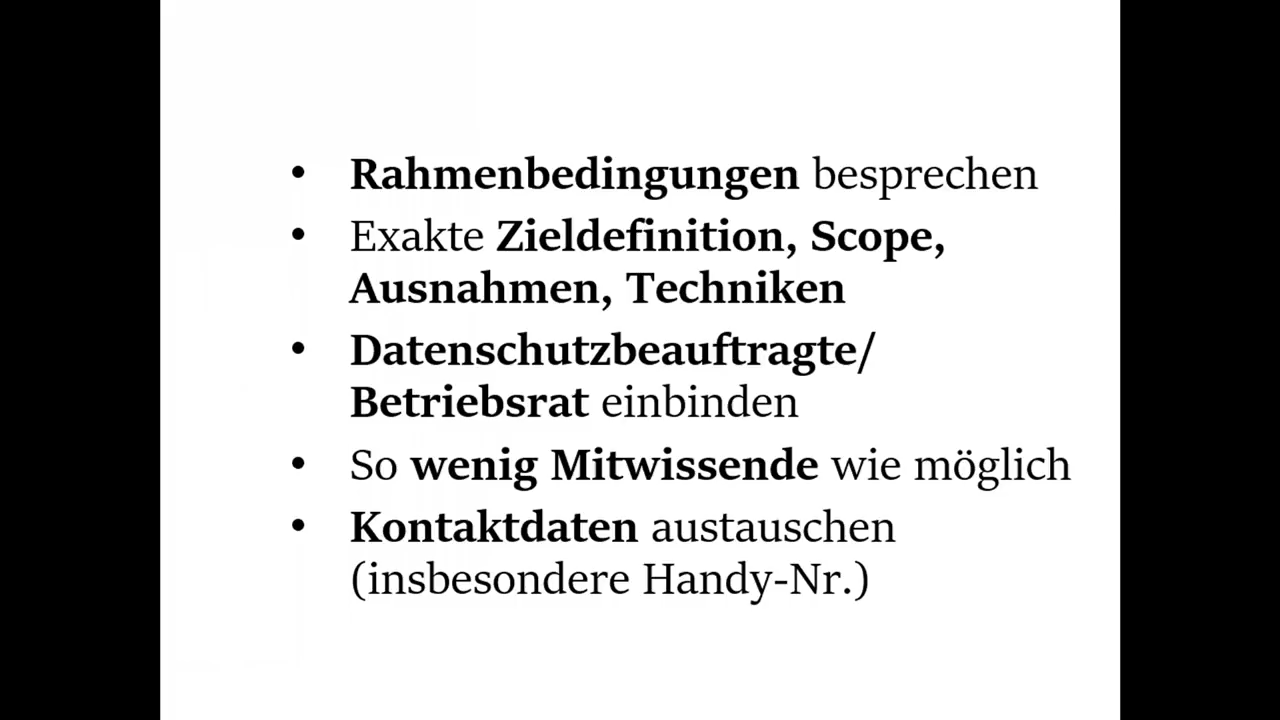 • Rahmenbedingungen besprechen
• Exakte Zieldefinition, Scope,
Ausnahmen, Techniken
• Datenschutzbeauftragte/
Betriebsrat einbinden
• So wenig Mitwissende wie möglich
• Kontaktdaten austauschen
(insbesondere Handy-Nr.)